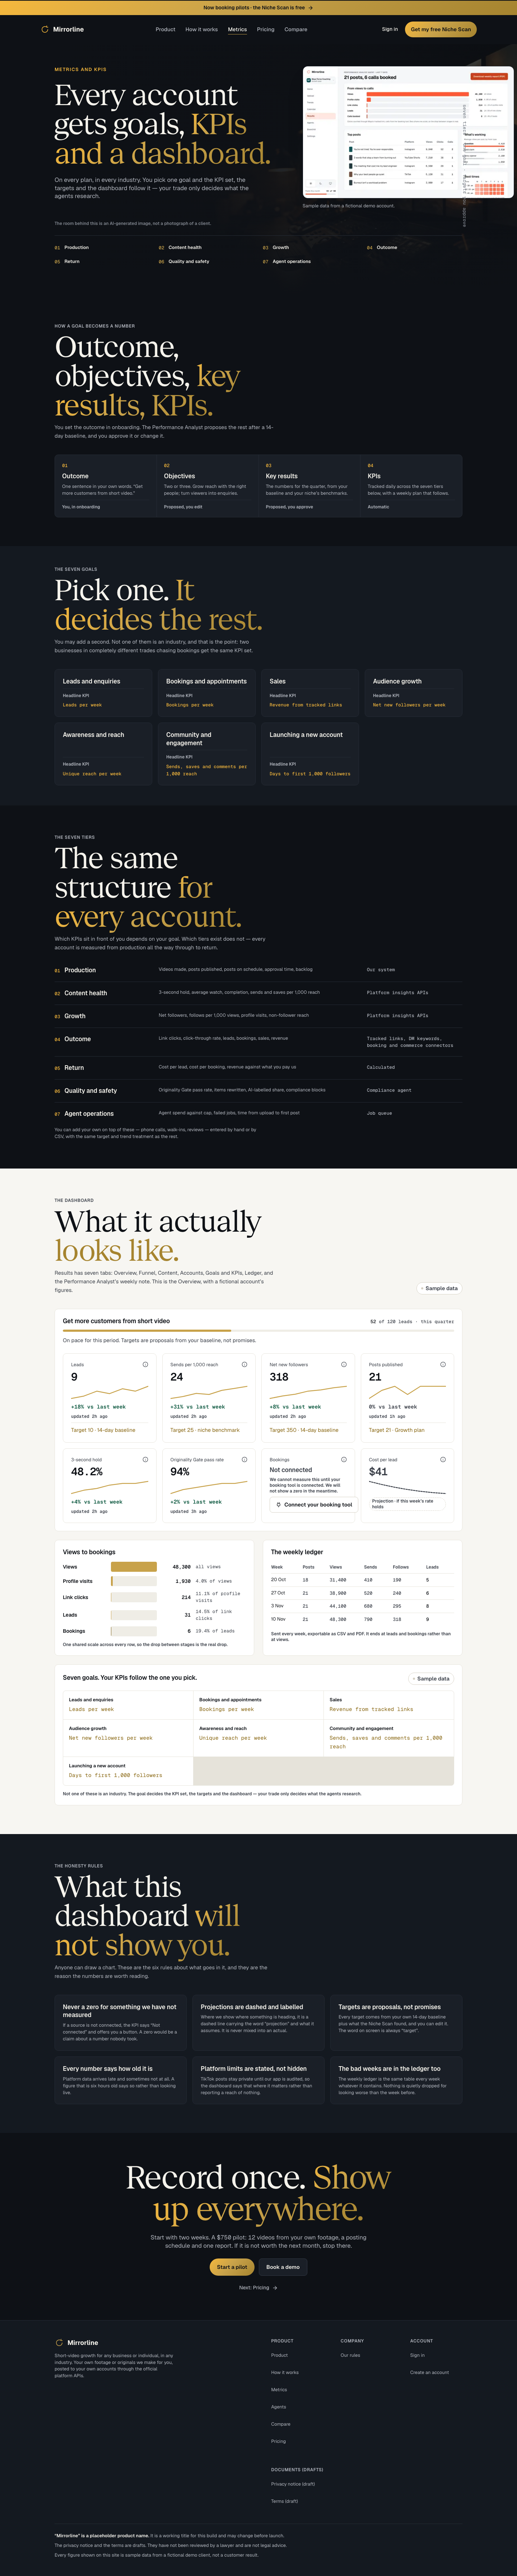 Now booking pilots · the Niche Scan is free →
Mirrorline
Product
How it works
Metrics
Pricing
Compare
Sign in
Get my free Niche Scan
METRICS AND KPIS
Every account
gets goals, KPIs
and a dashboard.
On every plan, in every industry. You pick one goal and the KPI set, the
targets and the dashboard follow it — your trade only decides what the
agents research.
The room behind this is an AI-generated image, not a photograph of a client.
21 posts, 6 calls booked
Sample data from a fictional demo account.
01 Production
02 Content health
03 Growth
04 Outcome
05 Return
06 Quality and safety
07 Agent operations
HOW A GOAL BECOMES A NUMBER
Outcome,
objectives, key
results, KPIs.
You set the outcome in onboarding. The Performance Analyst proposes the rest after a 14-
day baseline, and you approve it or change it.
01
Outcome
One sentence in your own words. "Get
more customers from short video."
You, in onboarding
02
Objectives
Two or three. Grow reach with the right
people; turn viewers into enquiries.
Proposed, you edit
03
Key results
The numbers for the quarter, from your
baseline and your niche's benchmarks.
Proposed, you approve
04
KPIs
Tracked daily across the seven tiers
below, with a weekly plan that follows.
Automatic
THE SEVEN GOALS
Pick one. It
decides the rest.
You may add a second. Not one of them is an industry, and that is the point: two
businesses in completely different trades chasing bookings get the same KPI set.
Leads and enquiries
Headline KPI
Leads per week
Bookings and appointments
Headline KPI
Bookings per week
Sales
Headline KPI
Revenue from tracked links
Audience growth
Headline KPI
Net new followers per week
Awareness and reach
Headline KPI
Unique reach per week
Community and
engagement
Headline KPI
Sends, saves and comments per
1,000 reach
Launching a new account
Headline KPI
Days to first 1,000 followers
THE SEVEN TIERS
The same
structure for
every account.
Which KPIs sit in front of you depends on your goal. Which tiers exist does not — every
account is measured from production all the way through to return.
01 Production
Videos made, posts published, posts on schedule, approval time, backlog
Our system
02 Content health
3-second hold, average watch, completion, sends and saves per 1,000 reach
Platform insights APIs
03 Growth
Net followers, followers per 1,000 views, profile visits, non-follower reach
Platform insights APIs
04 Outcome
Link clicks, click-through rate, leads, bookings, sales, revenue
Tracked links, DM keywords,
booking and commerce connectors
05 Return
Cost per lead, cost per booking, revenue against what you pay us
Calculated
06 Quality and safety
Originality Gate pass rate, items rewritten, AI-labelled share, compliance blocks
Compliance agent
07 Agent operations
Agent spend against cap, failed jobs, time from upload to first post
Job queue
You can add your own on top of these — phone calls, walk-ins, reviews — entered by hand or by
CSV, with the same target and trend treatment as the rest.
THE DASHBOARD
What it actually
looks like.
Results has seven tabs: Overview, Funnel, Content, Accounts, Goals and KPIs, Ledger, and
the Performance Analyst's weekly note. This is the Overview, with a fictional account's
figures.
Sample data
Get more customers from short video
52 of 120 leads · this quarter
On pace for this period. Targets are proposals from your baseline, not promises.
Leads
9
+18% vs last week
updated 2h ago
Target 10 · 14-day baseline
Sends per 1,000 reach
24
+31% vs last week
updated 2h ago
Target 25 · niche benchmark
Net new followers
318
+8% vs last week
updated 2h ago
Target 350 · 14-day baseline
Posts published
21
0% vs last week
updated 1h ago
Target 21 · Growth plan
3-second hold
48.2%
+4% vs last week
updated 2h ago
Originality Gate pass rate
94%
+2% vs last week
updated 3h ago
Bookings
Not connected
We cannot measure this until your
booking tool is connected. We will
not show a zero in the meantime.
Connect your booking tool
Cost per lead
$41
Projection · if this week's rate
holds
Views to bookings
Views 48,300 all views
Profile visits 1,930 4.0% of views
Link clicks 214 11.1% of profile
visits
Leads 31 14.5% of link
clicks
Bookings 6 19.4% of leads
One shared scale across every row, so the drop between stages is the real drop.
The weekly ledger
Week Posts Views Sends Follows Leads
20 Oct 18 31,400 410 190 5
27 Oct 21 38,900 520 240 6
3 Nov 21 44,100 680 295 8
10 Nov 21 48,300 790 318 9
Sent every week, exportable as CSV and PDF. It ends at leads and bookings rather than
at views.
Seven goals. Your KPIs follow the one you pick.
Sample data
Leads and enquiries
Leads per week
Bookings and appointments
Bookings per week
Sales
Revenue from tracked links
Audience growth
Net new followers per week
Awareness and reach
Unique reach per week
Community and engagement
Sends, saves and comments per 1,000
reach
Launching a new account
Days to first 1,000 followers
Not one of these is an industry. The goal decides the KPI set, the targets and the dashboard — your trade only decides what the agents research.
THE HONESTY RULES
What this
dashboard will
not show you.
Anyone can draw a chart. These are the six rules about what goes in it, and they are the
reason the numbers are worth reading.
Never a zero for something we have not
measured
If a source is not connected, the KPI says "Not
connected" and offers you a button. A zero would be a
claim about a number nobody took.
Projections are dashed and labelled
Where we show where something is heading, it is a
dashed line carrying the word "projection" and what it
assumes. It is never mixed into an actual.
Targets are proposals, not promises
Every target comes from your own 14-day baseline
plus what the Niche Scan found, and you can edit it.
The word on screen is always "target".
Every number says how old it is
Platform data arrives late and sometimes not at all. A
figure that is six hours old says so rather than looking
live.
Platform limits are stated, not hidden
TikTok posts stay private until our app is audited, so
the dashboard says that where it matters rather than
reporting a reach of nothing.
The bad weeks are in the ledger too
The weekly ledger is the same table every week
whatever it contains. Nothing is quietly dropped for
looking worse than the week before.
Record once. Show
up everywhere.
Start with two weeks. A $750 pilot: 12 videos from your own footage, a posting
schedule and one report. If it is not worth the next month, stop there.
Start a pilot
Book a demo
Next: Pricing →
Mirrorline
Short-video growth for any business or individual, in any
industry. Your own footage or originals we make for you,
posted to your own accounts through the official
platform APIs.
PRODUCT
Product
How it works
Metrics
Agents
Compare
Pricing
COMPANY
Our rules
ACCOUNT
Sign in
Create an account
DOCUMENTS (DRAFTS)
Privacy notice (draft)
Terms (draft)
"Mirrorline" is a placeholder product name. It is a working title for this build and may change before launch.
The privacy notice and the terms are drafts. They have not been reviewed by a lawyer and are not legal advice.
Every figure shown on this site is sample data from a fictional demo client, not a customer result.